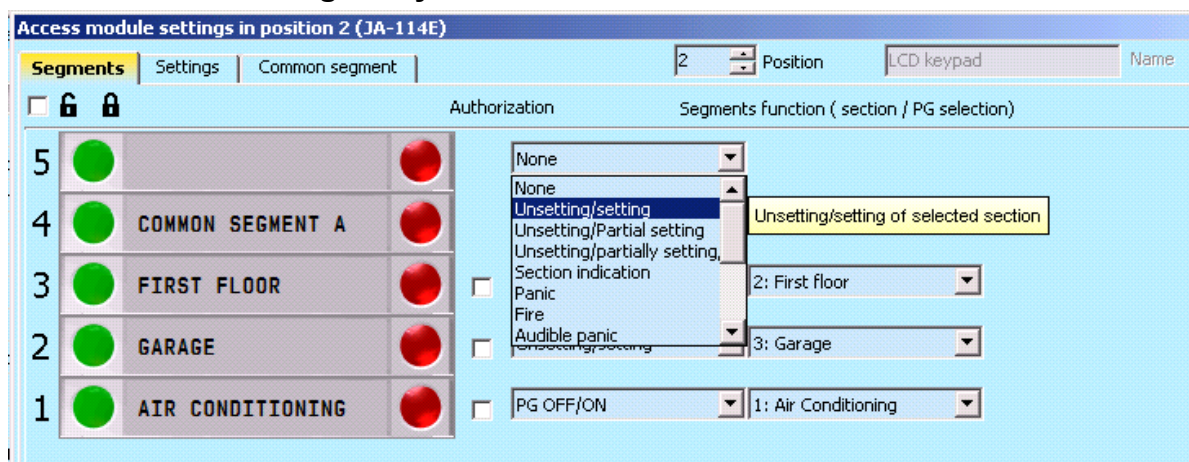 Access module settings in position 2 (JA-114E)
Segments Settings Common segment 2 Position LCD keypad Name
Authorization Segments function ( section / PG selection)
5 None
None
Unsetting/setting Unsetting/setting of selected section
4 COMMON SEGMENT A Unsetting/Partial setting
Unsetting/partially setting,
Section indication
3 FIRST FLOOR Panic 2: First floor
Fire
Audible panic
2 GARAGE Unsetting/setting 3: Garage
1 AIR CONDITIONING PG OFF/ON 1: Air Conditioning